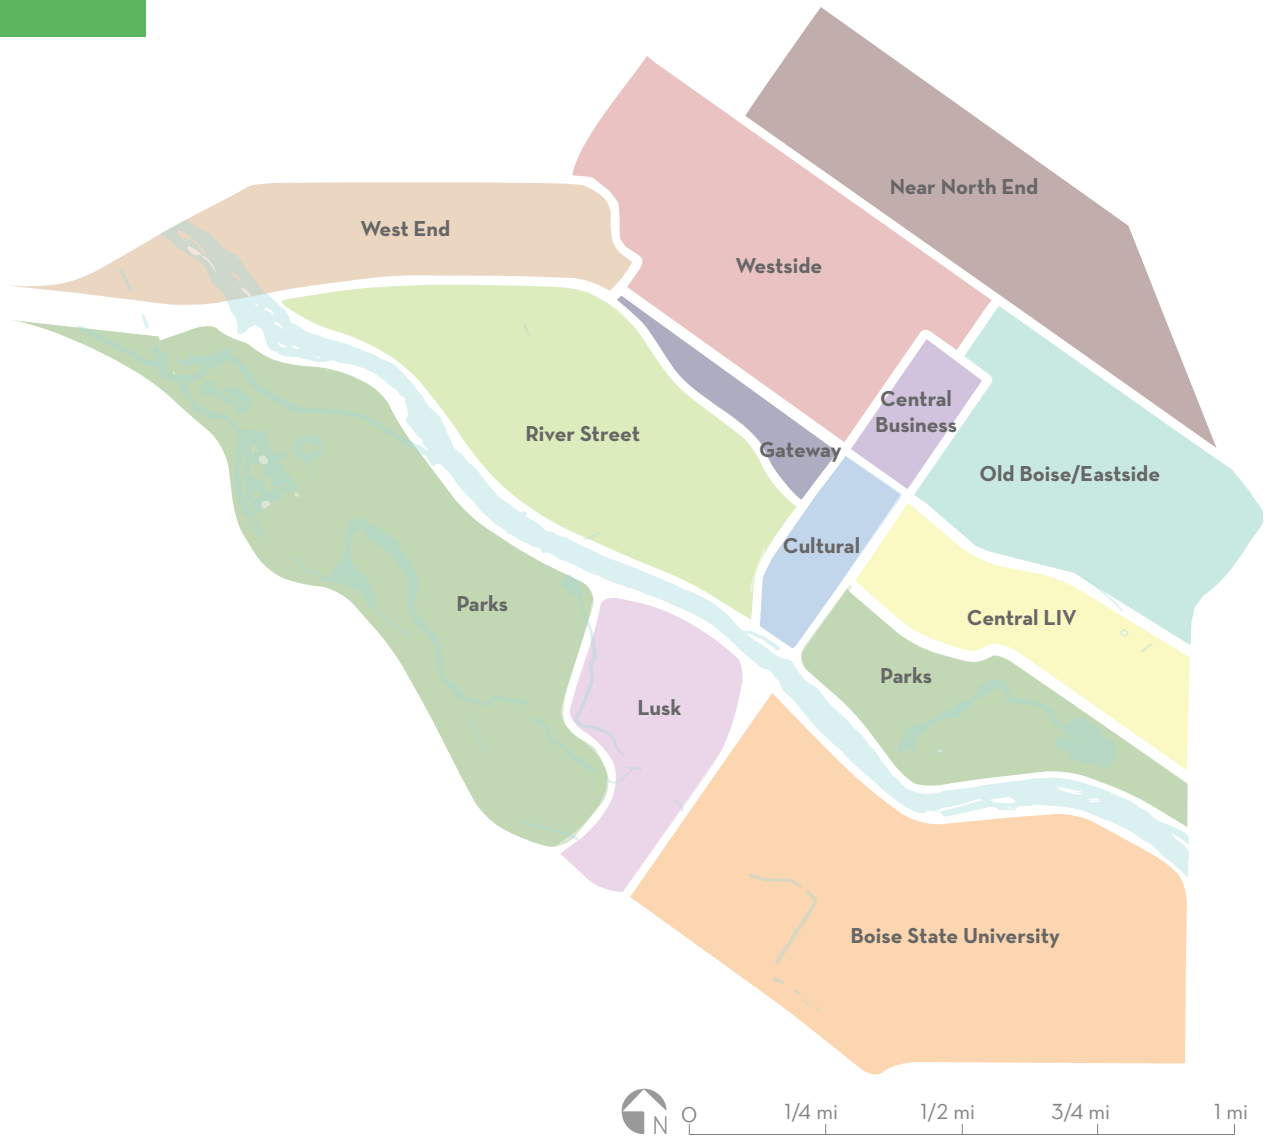 Near North End
West End
Westside
Central
Business
River Street
Gateway
Old Boise/Eastside
Cultural
Parks
Central LIV
Parks
Lusk
Boise State University
N
0
1/4 mi
1/2 mi
3/4 mi
1 mi